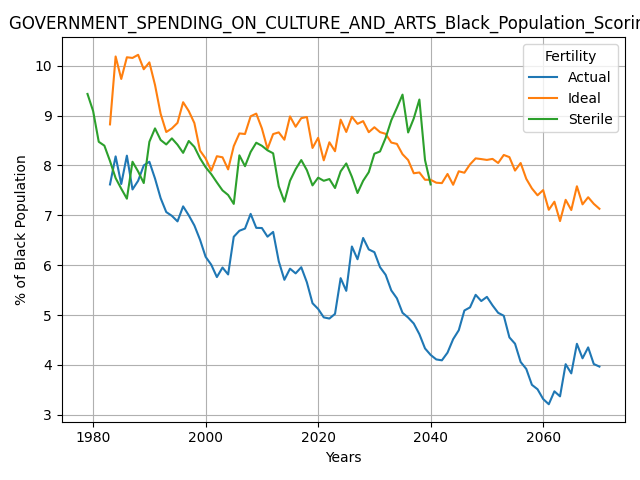 GOVERNMENT_SPENDING_ON_CULTURE_AND_ARTS_Black_Population_Scorin
Fertility
Actual
Ideal
Sterile
% of Black Population
10
9
8
7
6
5
4
3
1980 2000 2020 2040 2060
Years